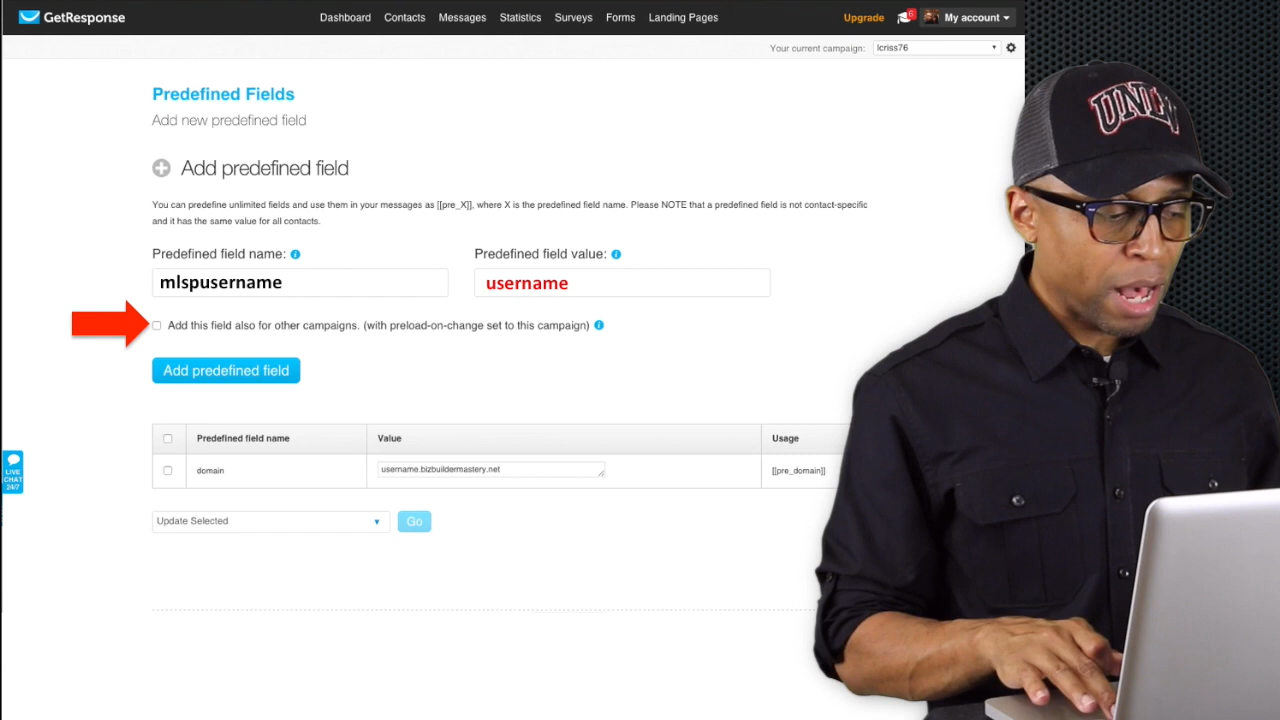 GetResponse
Dashboard Contacts Messages Statistics Surveys Forms Landing Pages
Upgrade 6 My account
Your current campaign: lcriss76
Predefined Fields
Add new predefined field
Add predefined field
You can predefine unlimited fields and use them in your messages as [[pre_X]], where X is the predefined field name. Please NOTE that a predefined field is not contact-specific
and it has the same value for all contacts.
Predefined field name: Predefined field value:
mlspusername username
Add this field also for other campaigns. (with preload-on-change set to this campaign)
Add predefined field
Predefined field name Value Usage
domain username.bizbuildermastery.net [[pre_domain]]
LIVE
CHAT
24/7
Update Selected Go
UNLV